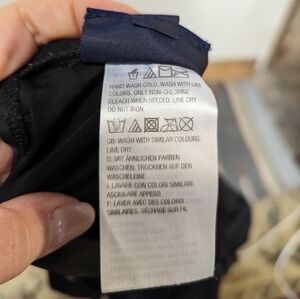 HAND WASH COLD. WASH WITH LIKE
COLORS. ONLY NON-CHLORINE
BLEACH WHEN NEEDED. LINE DRY.
DO NOT IRON
GB: WASH WITH SIMILAR COLOURS.
LINE DRY
D: MIT ÄHNLICHEN FARBEN
WASCHEN. TROCKNEN AUF DER
WÄSCHELEINE
I: LAVARE CON COLORI SIMILARI.
ASCIUGARE APPESO
F: LAVER AVEC DES COLORIS
SIMILAIRES. SÉCHAGE SUR FIL